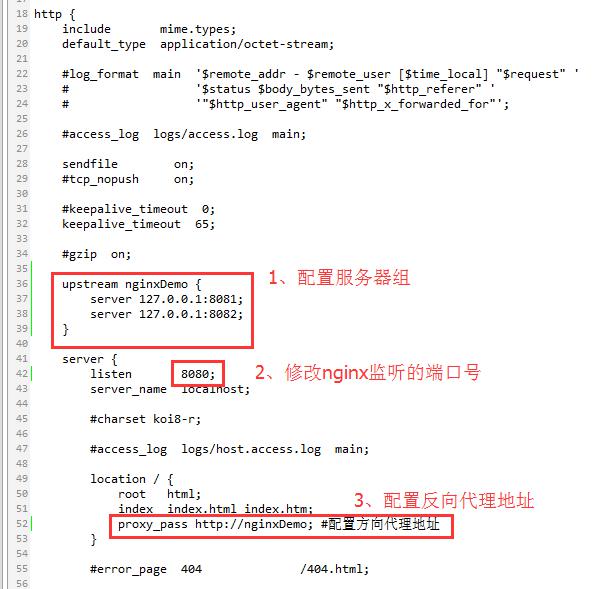 18 http {
19 include mime.types;
20 default_type application/octet-stream;
21
22 #log_format main '$remote_addr - $remote_user [$time_local] "$request" '
23 # '$status $body_bytes_sent "$http_referer" '
24 # '"$http_user_agent" "$http_x_forwarded_for"';
25
26 #access_log logs/access.log main;
27
28 sendfile on;
29 #tcp_nopush on;
30
31 #keepalive_timeout 0;
32 keepalive_timeout 65;
33
34 #gzip on;
35
1、配置服务器组
36 upstream nginxDemo {
37 server 127.0.0.1:8081;
38 server 127.0.0.1:8082;
39 }
40
41 server {
42 listen 8080; 2、修改nginx监听的端口号
43 server_name localhost;
44
45 #charset koi8-r;
46
47 #access_log logs/host.access.log main;
48
49 location / {
50 root html;
3、配置反向代理地址
51 index index.html index.htm;
52 proxy_pass http://nginxDemo; #配置方向代理地址
53 }
54
55 #error_page 404 /404.html;
56